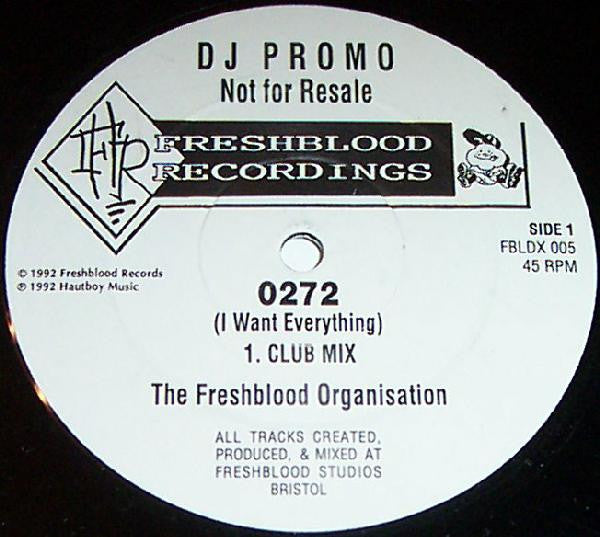 DJ PROMO
Not for Resale
FR
FRESHBLOOD
RECORDINGS
SIDE 1
FBLDX 005
45 RPM
© 1992 Freshblood Records
℗ 1992 Hautboy Music
0272
(I Want Everything)
1. CLUB MIX
The Freshblood Organisation
ALL TRACKS CREATED,
PRODUCED, & MIXED AT
FRESHBLOOD STUDIOS
BRISTOL